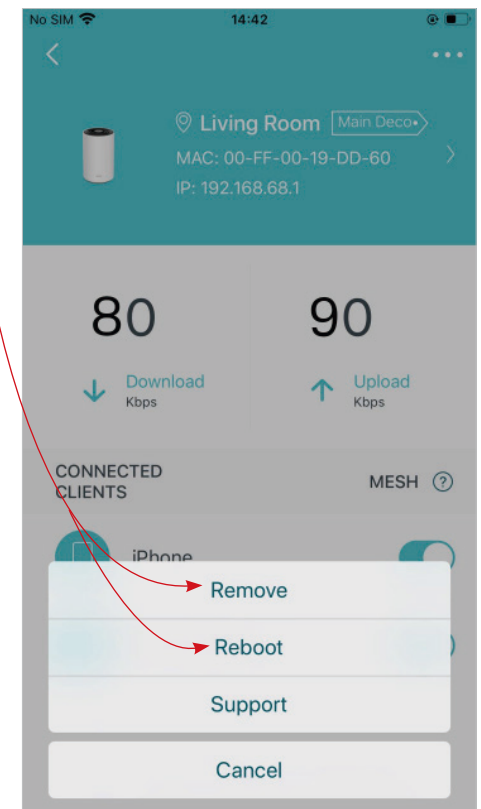 No SIM 14:42
Living Room Main Deco
MAC: 00-FF-00-19-DD-60
IP: 192.168.68.1
80 90
Download Upload
Kbps Kbps
CONNECTED
CLIENTS
MESH ?
iPhone
Remove
Reboot
Support
Cancel